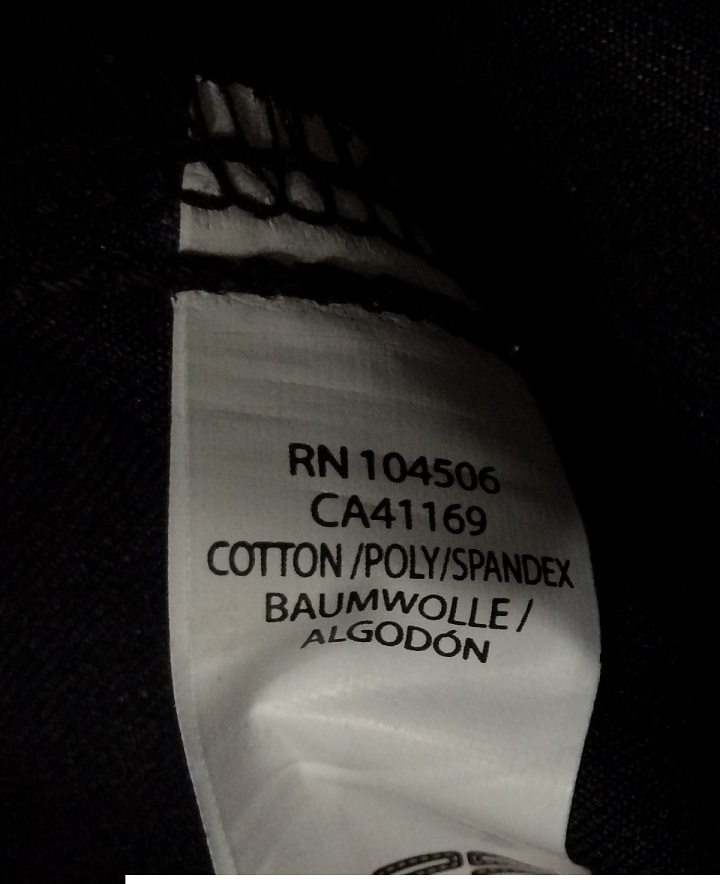 RN 104506
CA41169
COTTON /POLY/SPANDEX
BAUMWOLLE /
ALGODÓN